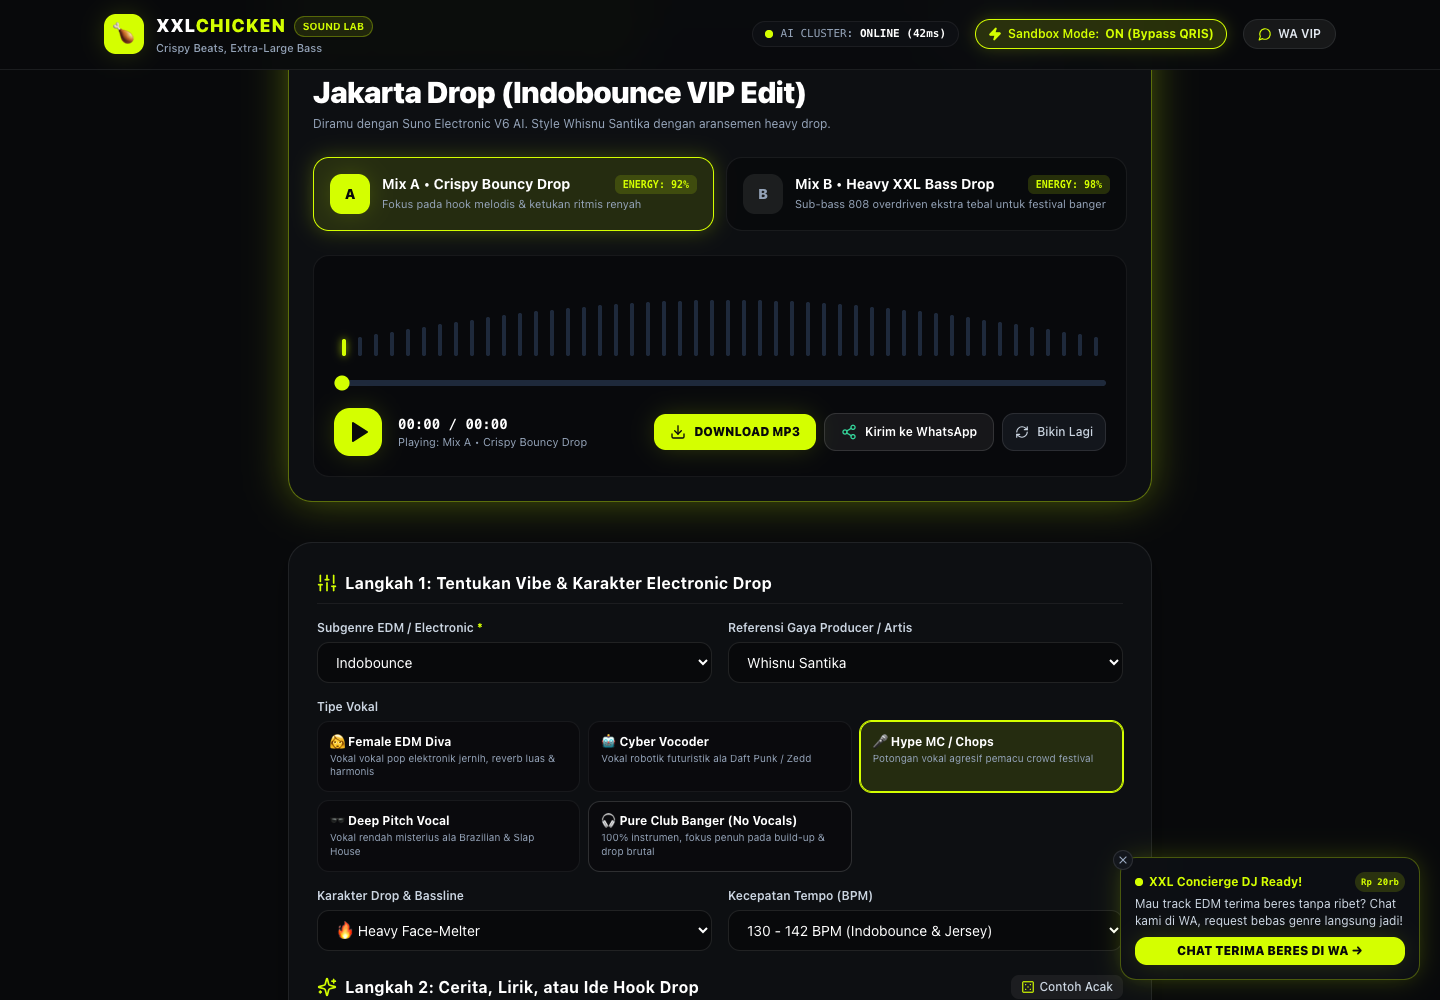 XXLCHICKEN SOUND LAB
Crispy Beats, Extra-Large Bass
AI CLUSTER: ONLINE (42ms)
Sandbox Mode: ON (Bypass QRIS)
WA VIP
Jakarta Drop (Indobounce VIP Edit)
Diramu dengan Suno Electronic V6 AI. Style Whisnu Santika dengan aransemen heavy drop.
A
Mix A • Crispy Bouncy Drop
ENERGY: 92%
Fokus pada hook melodis & ketukan ritmis renyah
B
Mix B • Heavy XXL Bass Drop
ENERGY: 98%
Sub-bass 808 overdriven ekstra tebal untuk festival banger
00:00 / 00:00
Playing: Mix A • Crispy Bouncy Drop
DOWNLOAD MP3
Kirim ke WhatsApp
Bikin Lagi
Langkah 1: Tentukan Vibe & Karakter Electronic Drop
Subgenre EDM / Electronic *
Indobounce
Referensi Gaya Producer / Artis
Whisnu Santika
Tipe Vokal
Female EDM Diva
Vokal vokal pop elektronik jernih, reverb luas &
harmonis
Cyber Vocoder
Vokal robotik futuristik ala Daft Punk / Zedd
Hype MC / Chops
Potongan vokal agresif pemacu crowd festival
Deep Pitch Vocal
Vokal rendah misterius ala Brazilian & Slap
House
Pure Club Banger (No Vocals)
100% instrumen, fokus penuh pada build-up &
drop brutal
Karakter Drop & Bassline
Heavy Face-Melter
Kecepatan Tempo (BPM)
130 - 142 BPM (Indobounce & Jersey)
Langkah 2: Cerita, Lirik, atau Ide Hook Drop
Contoh Acak
XXL Concierge DJ Ready!
Rp 20rb
Mau track EDM terima beres tanpa ribet? Chat
kami di WA, request bebas genre langsung jadi!
CHAT TERIMA BERES DI WA →